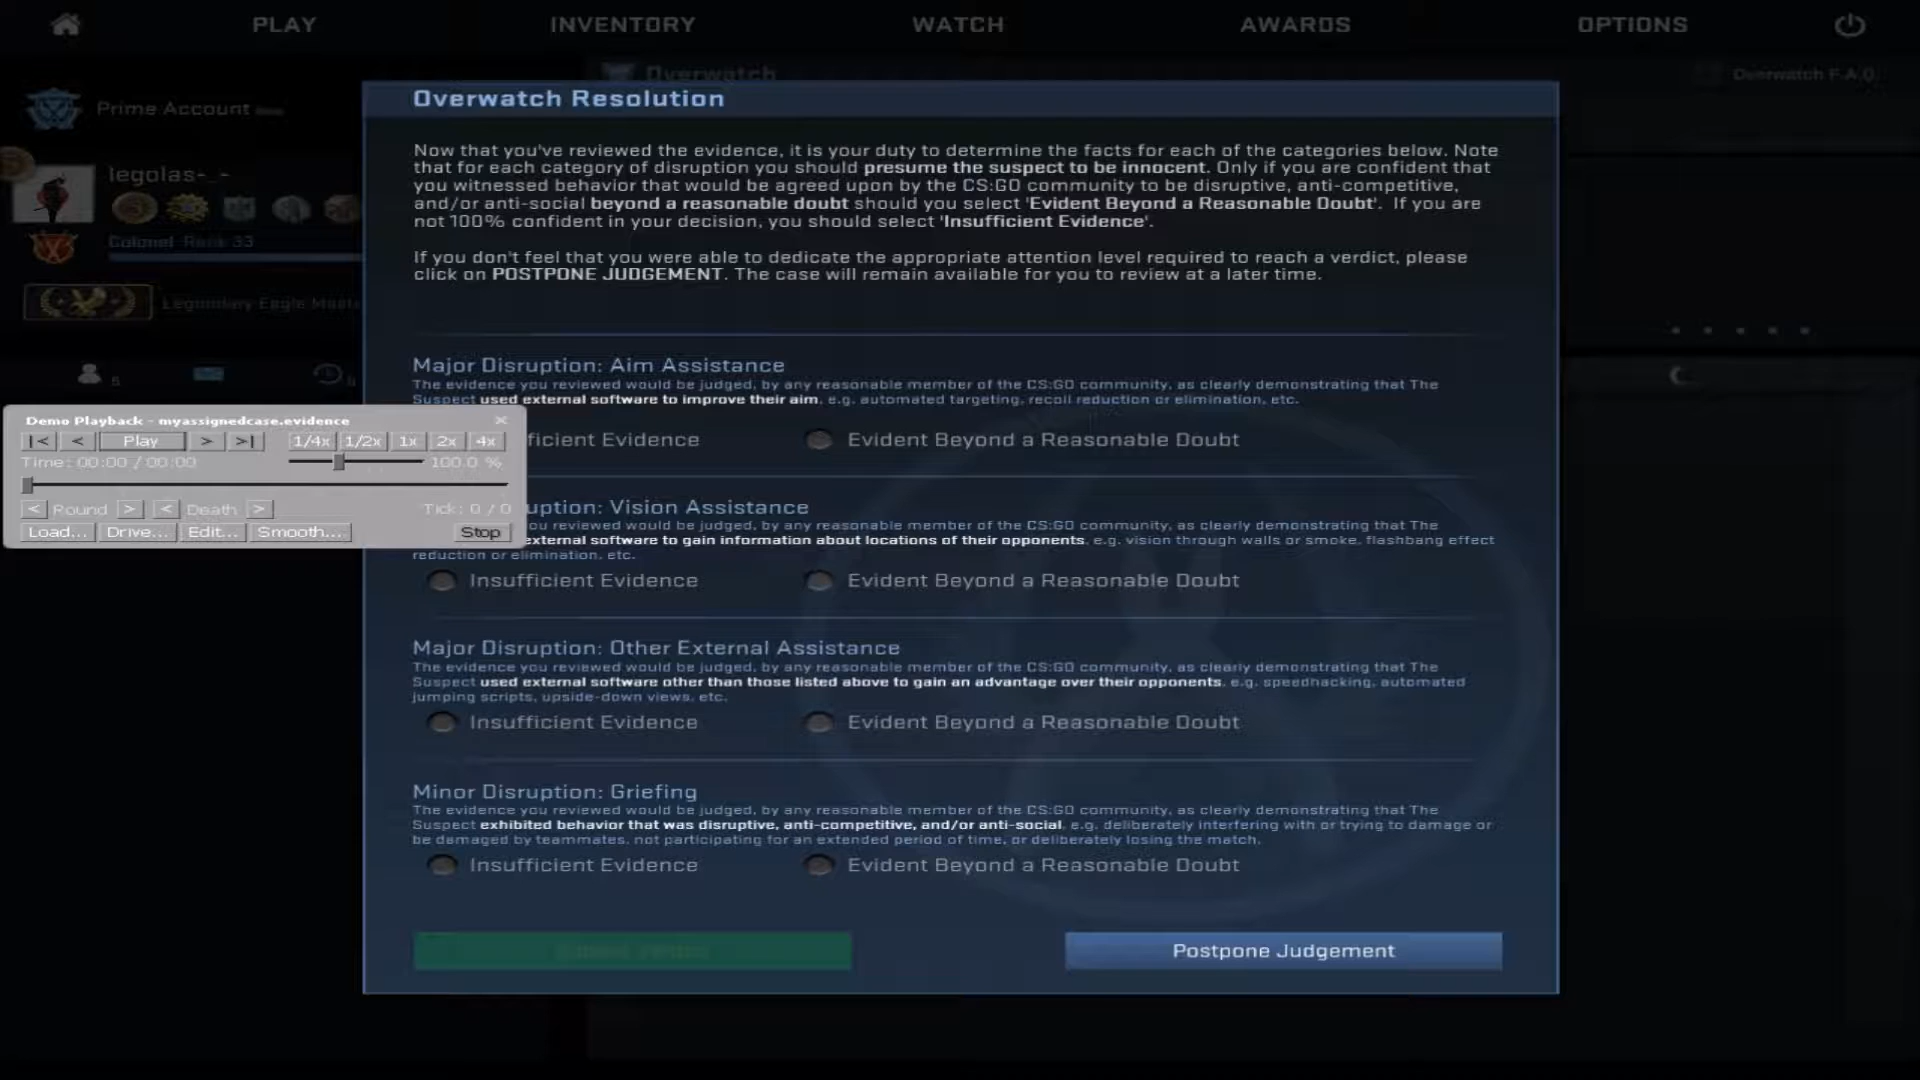 PLAY
INVENTORY
WATCH
AWARDS
OPTIONS
Overwatch
Overwatch F.A.Q
Prime Account
legolas-_-
Colonel Rank 33
Legendary Eagle
Overwatch Resolution
Now that you've reviewed the evidence, it is your duty to determine the facts for each of the categories below. Note
that for each category of disruption you should presume the suspect to be innocent. Only if you are confident that
you witnessed behavior that would be agreed upon by the CS:GO community to be disruptive, anti-competitive,
and/or anti-social beyond a reasonable doubt should you select 'Evident Beyond a Reasonable Doubt'. If you are
not 100% confident in your decision, you should select 'Insufficient Evidence'.
If you don't feel that you were able to dedicate the appropriate attention level required to reach a verdict, please
click on POSTPONE JUDGEMENT. The case will remain available for you to review at a later time.
Major Disruption: Aim Assistance
The evidence you reviewed would be judged, by any reasonable member of the CS:GO community, as clearly demonstrating that The
Suspect used external software to improve their aim, e.g. automated targeting, recoil reduction or elimination, etc.
fficient Evidence
Evident Beyond a Reasonable Doubt
Demo Playback - myassignedcase.evidence
|< < Play > >| 1/4x 1/2x 1x 2x 4x
Time: 00:00 / 00:00
100.0 %
< Round > < Death >
Tick: 0 / 0
Load... Drive... Edit... Smooth... Stop
uption: Vision Assistance
you reviewed would be judged, by any reasonable member of the CS:GO community, as clearly demonstrating that The
external software to gain information about locations of their opponents, e.g. vision through walls or smoke, flashbang effect
reduction or elimination, etc.
Insufficient Evidence
Evident Beyond a Reasonable Doubt
Major Disruption: Other External Assistance
The evidence you reviewed would be judged, by any reasonable member of the CS:GO community, as clearly demonstrating that The
Suspect used external software other than those listed above to gain an advantage over their opponents, e.g. speedhacking, automated
jumping scripts, upside-down views, etc.
Insufficient Evidence
Evident Beyond a Reasonable Doubt
Minor Disruption: Griefing
The evidence you reviewed would be judged, by any reasonable member of the CS:GO community, as clearly demonstrating that The
Suspect exhibited behavior that was disruptive, anti-competitive, and/or anti-social, e.g. deliberately interfering with or trying to damage or
be damaged by teammates, not participating for an extended period of time, or deliberately losing the match.
Insufficient Evidence
Evident Beyond a Reasonable Doubt
Postpone Judgement